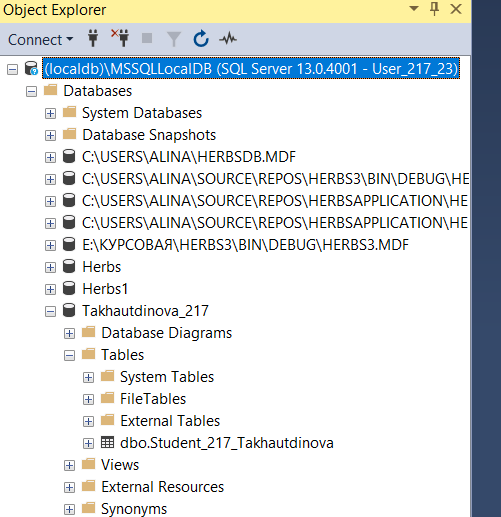 Object Explorer
Connect
(localdb)\MSSQLLocalDB (SQL Server 13.0.4001 - User_217_23)
Databases
System Databases
Database Snapshots
C:\USERS\ALINA\HERBSDB.MDF
C:\USERS\ALINA\SOURCE\REPOS\HERBS3\BIN\DEBUG\HE
C:\USERS\ALINA\SOURCE\REPOS\HERBSAPPLICATION\HE
C:\USERS\ALINA\SOURCE\REPOS\HERBSAPPLICATION\HE
E:\КУРСОВАЯ\HERBS3\BIN\DEBUG\HERBS3.MDF
Herbs
Herbs1
Takhautdinova_217
Database Diagrams
Tables
System Tables
FileTables
External Tables
dbo.Student_217_Takhautdinova
Views
External Resources
Synonyms